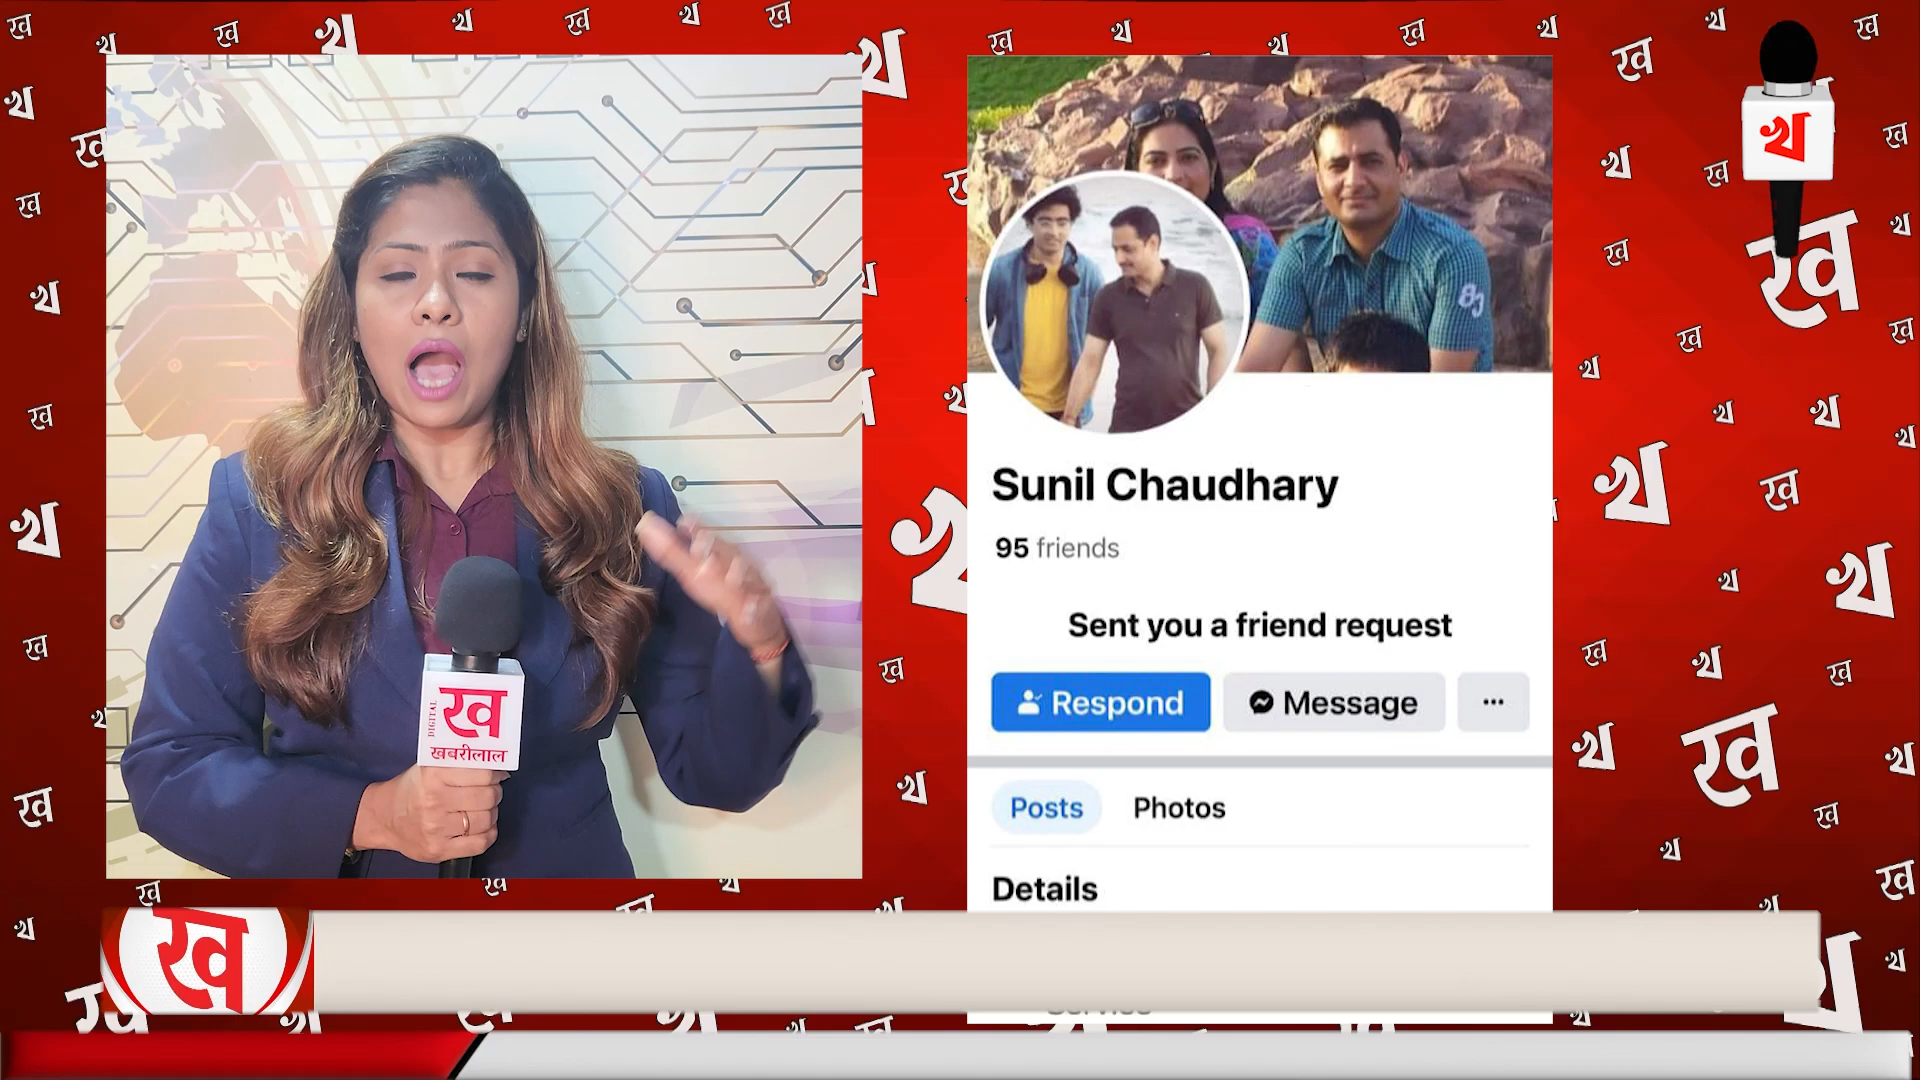 ख
DIGITAL
ख
खबरीलाल
Sunil Chaudhary
95 friends
Sent you a friend request
Respond
Message
Posts
Photos
Details
ख